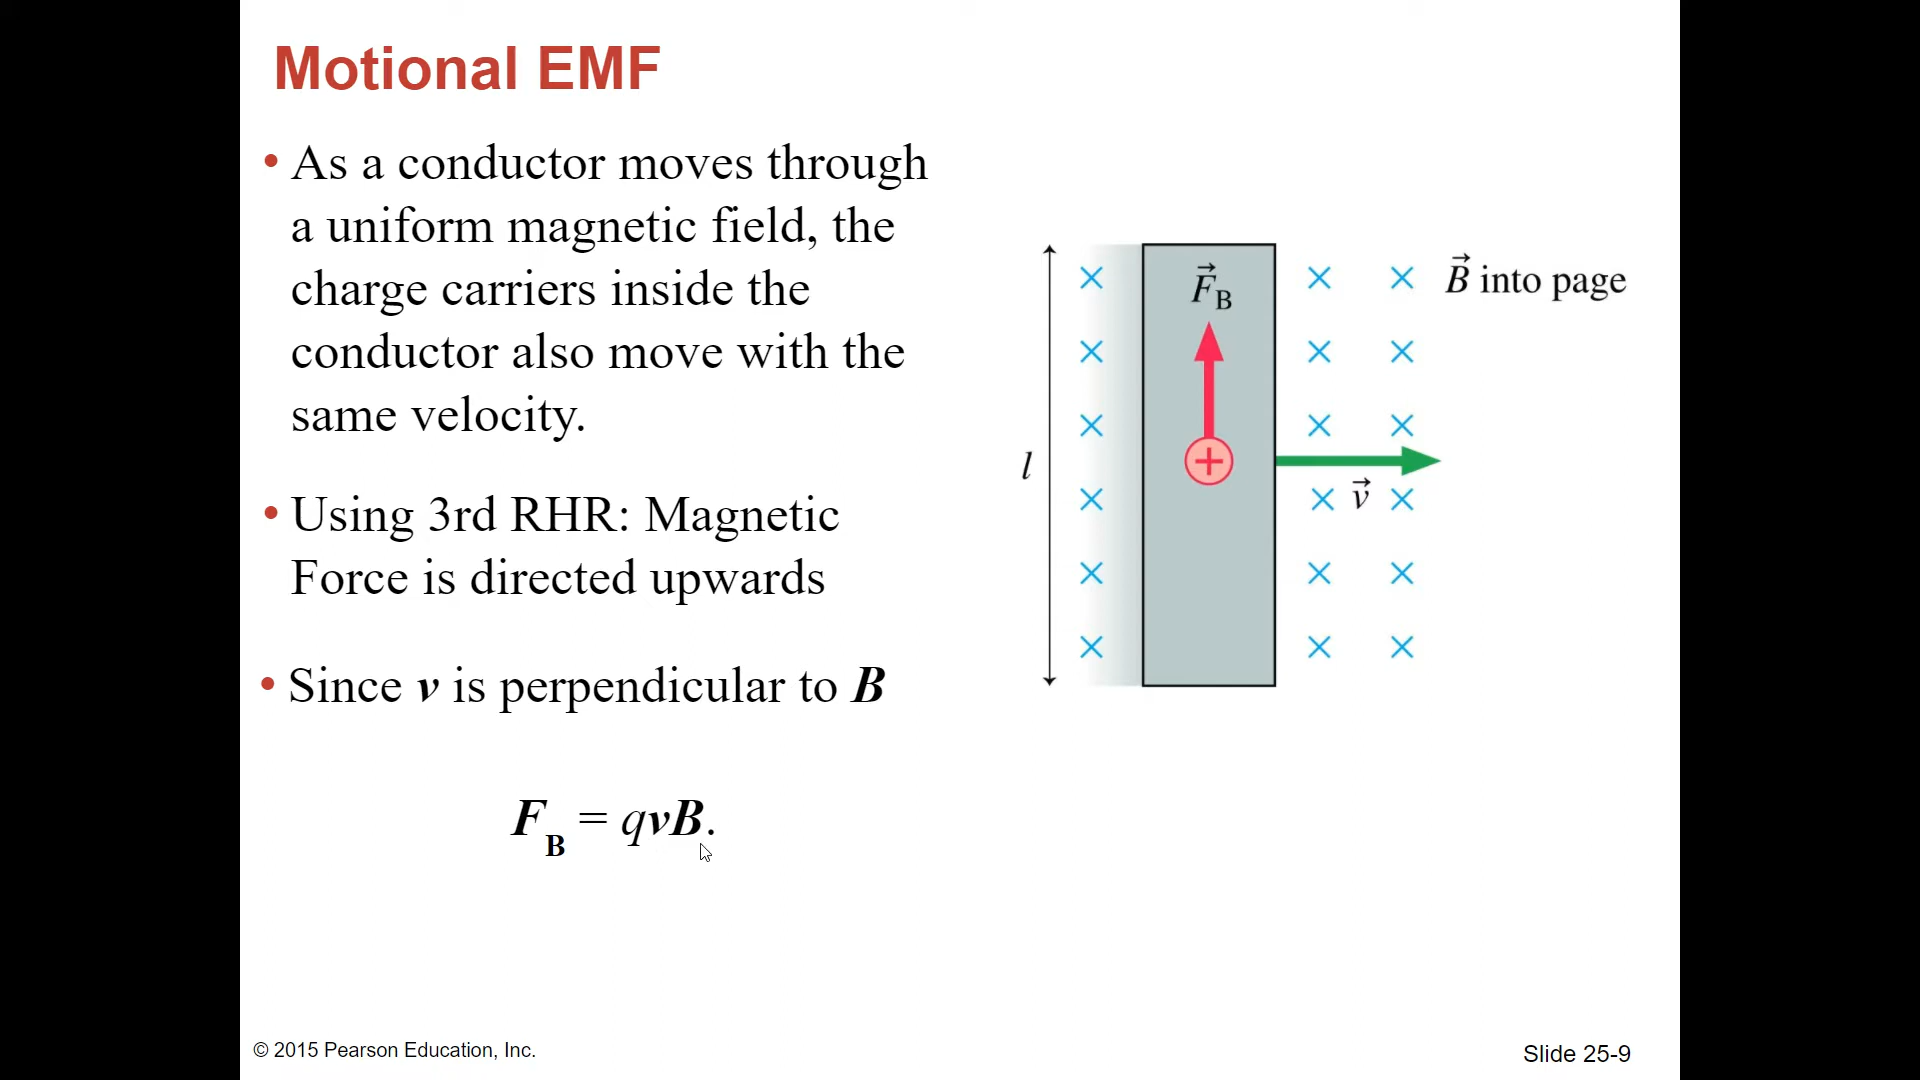 Motional EMF
• As a conductor moves through
a uniform magnetic field, the
charge carriers inside the
conductor also move with the
same velocity.
• Using 3rd RHR: Magnetic
Force is directed upwards
• Since v is perpendicular to B
F_B = qvB.
F⃗_B
B⃗ into page
l
+
v⃗
© 2015 Pearson Education, Inc.
Slide 25-9